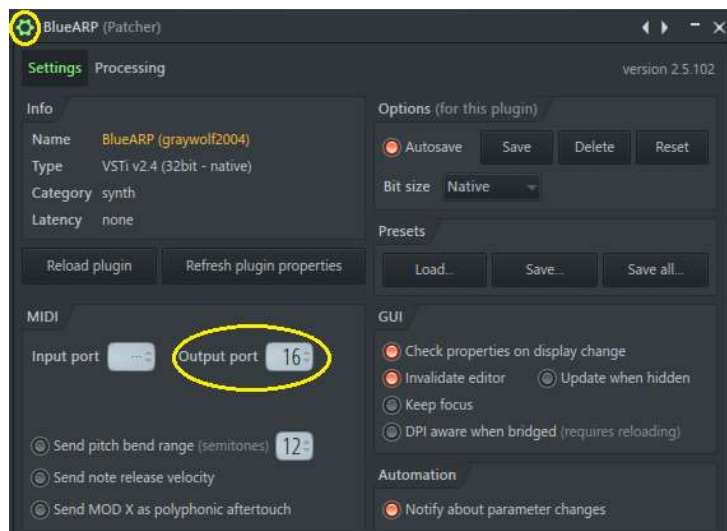 BlueARP (Patcher)
Settings Processing
version 2.5.102
Info
Name BlueARP (graywolf2004)
Type VSTi v2.4 (32bit - native)
Category synth
Latency none
Reload plugin Refresh plugin properties
MIDI
Input port ... Output port 16
Send pitch bend range (semitones) 12
Send note release velocity
Send MOD X as polyphonic aftertouch
Options (for this plugin)
Autosave Save Delete Reset
Bit size Native
Presets
Load... Save... Save all...
GUI
Check properties on display change
Invalidate editor Update when hidden
Keep focus
DPI aware when bridged (requires reloading)
Automation
Notify about parameter changes